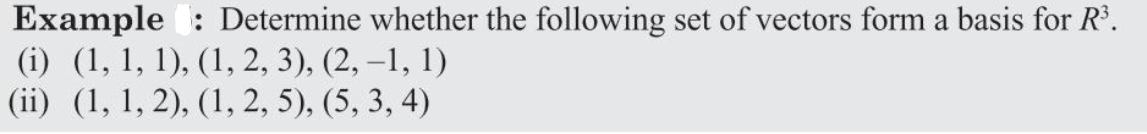 Example : Determine whether the following set of vectors form a basis for R³.
(i) (1, 1, 1), (1, 2, 3), (2, –1, 1)
(ii) (1, 1, 2), (1, 2, 5), (5, 3, 4)